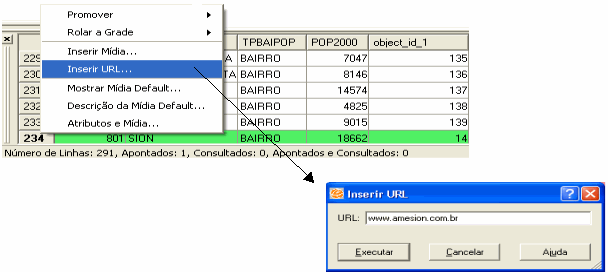 Promover
Rolar a Grade
Inserir Mídia...
Inserir URL...
Mostrar Mídia Default...
Descrição da Mídia Default...
Atributos e Mídia...
TPBAIPOP POP2000 object_id_1
229 A BAIRRO 7047 135
230 TA BAIRRO 8146 136
231 BAIRRO 14574 137
232 BAIRRO 4825 138
233 BAIRRO 9015 139
234 801 SION BAIRRO 18662 14
Número de Linhas: 291, Apontados: 1, Consultados: 0, Apontados e Consultados: 0
Inserir URL
URL: www.amesion.com.br
Executar Cancelar Ajuda